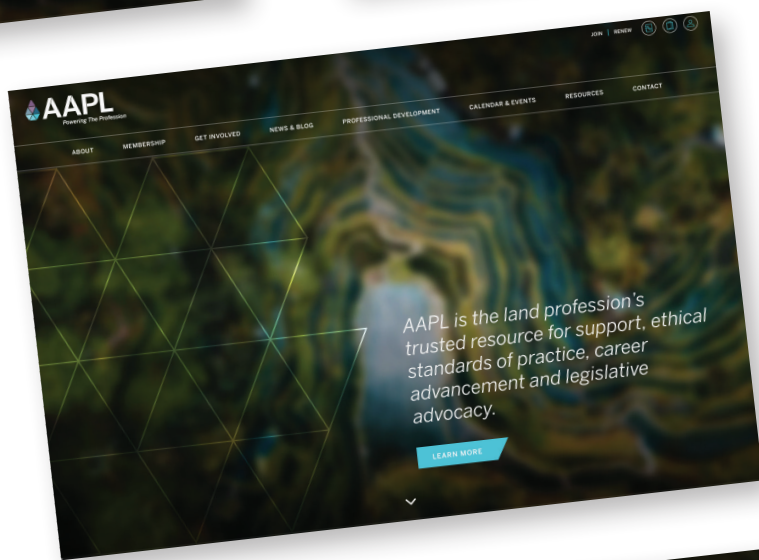 JOIN | RENEW
AAPL
Powering The Profession
ABOUT MEMBERSHIP GET INVOLVED NEWS & BLOG PROFESSIONAL DEVELOPMENT CALENDAR & EVENTS RESOURCES CONTACT
AAPL is the land profession's
trusted resource for support, ethical
standards of practice, career
advancement and legislative
advocacy.
LEARN MORE